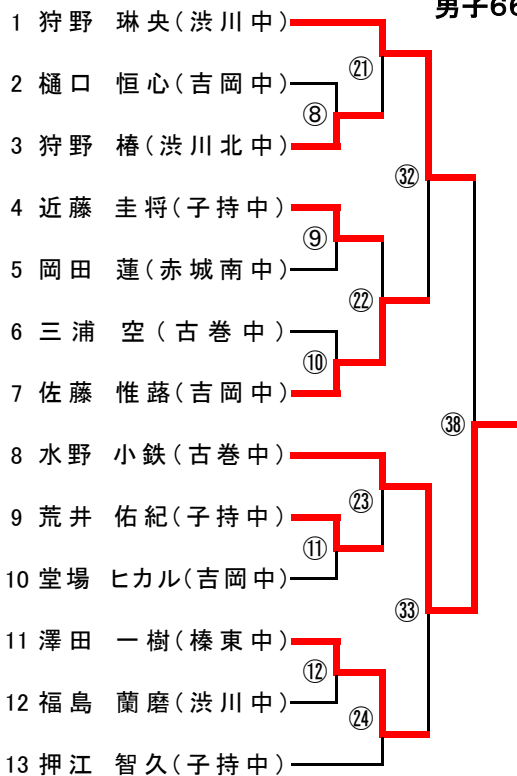 男子66
1 狩野 琳央(渋川中)
㉑
2 樋口 恒心(吉岡中)
⑧
3 狩野 椿(渋川北中)
㉜
4 近藤 圭将(子持中)
⑨
5 岡田 蓮(赤城南中)
㉒
6 三浦 空(古巻中)
⑩
7 佐藤 惟蕗(吉岡中)
㊳
8 水野 小鉄(古巻中)
㉓
9 荒井 佑紀(子持中)
⑪
10 堂場 ヒカル(吉岡中)
㉝
11 澤田 一樹(榛東中)
⑫
12 福島 蘭磨(渋川中)
㉔
13 押江 智久(子持中)